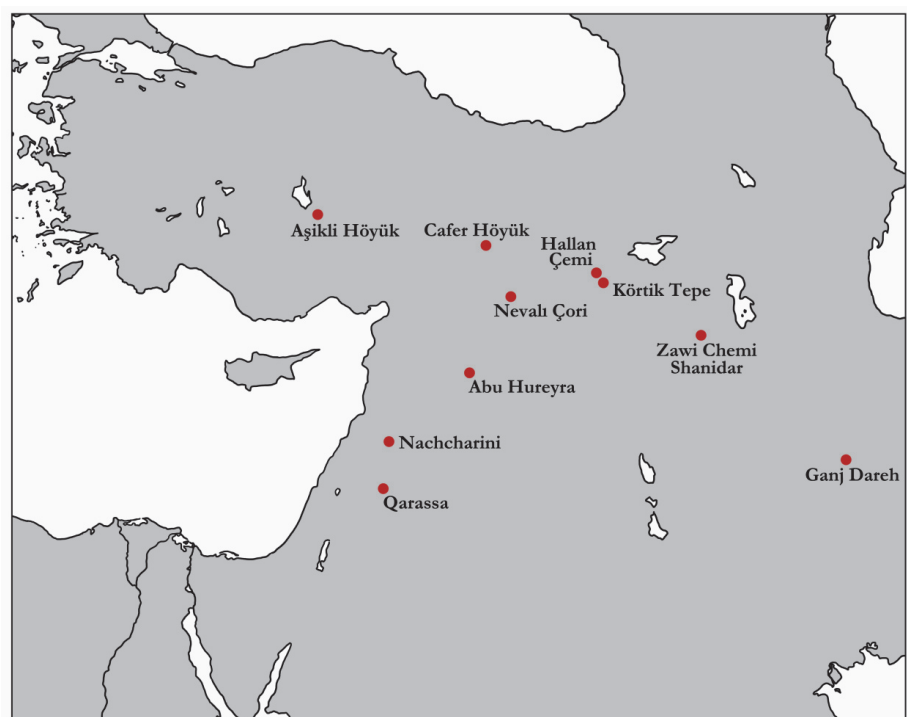 Aşikli Höyük
Cafer Höyük
Hallan
Çemi
Körtik Tepe
Nevalı Çori
Zawi Chemi
Shanidar
Abu Hureyra
Nachcharini
Ganj Dareh
Qarassa